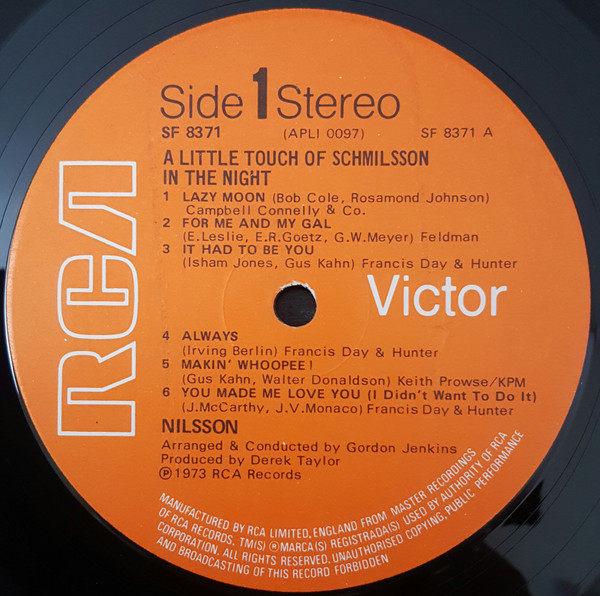 Side 1 Stereo
SF 8371 (APLI 0097) SF 8371 A
A LITTLE TOUCH OF SCHMILSSON
IN THE NIGHT
1 LAZY MOON (Bob Cole, Rosamond Johnson)
Campbell Connelly & Co.
2 FOR ME AND MY GAL
(E.Leslie, E.R.Goetz, G.W.Meyer) Feldman
3 IT HAD TO BE YOU
(Isham Jones, Gus Kahn) Francis Day & Hunter
RCA
Victor
4 ALWAYS
(Irving Berlin) Francis Day & Hunter
5 MAKIN' WHOOPEE!
(Gus Kahn, Walter Donaldson) Keith Prowse/KPM
6 YOU MADE ME LOVE YOU (I Didn't Want To Do It)
(J.McCarthy, J.V.Monaco) Francis Day & Hunter
NILSSON
Arranged & Conducted by Gordon Jenkins
Produced by Derek Taylor
Ⓟ1973 RCA Records
MANUFACTURED BY RCA LIMITED, ENGLAND FROM MASTER RECORDINGS
OF RCA RECORDS, TM(S) ® MARCA(S) REGISTRADA(S) USED BY AUTHORITY OF RCA
CORPORATION. ALL RIGHTS RESERVED. UNAUTHORISED COPYING, PUBLIC PERFORMANCE
AND BROADCASTING OF THIS RECORD FORBIDDEN